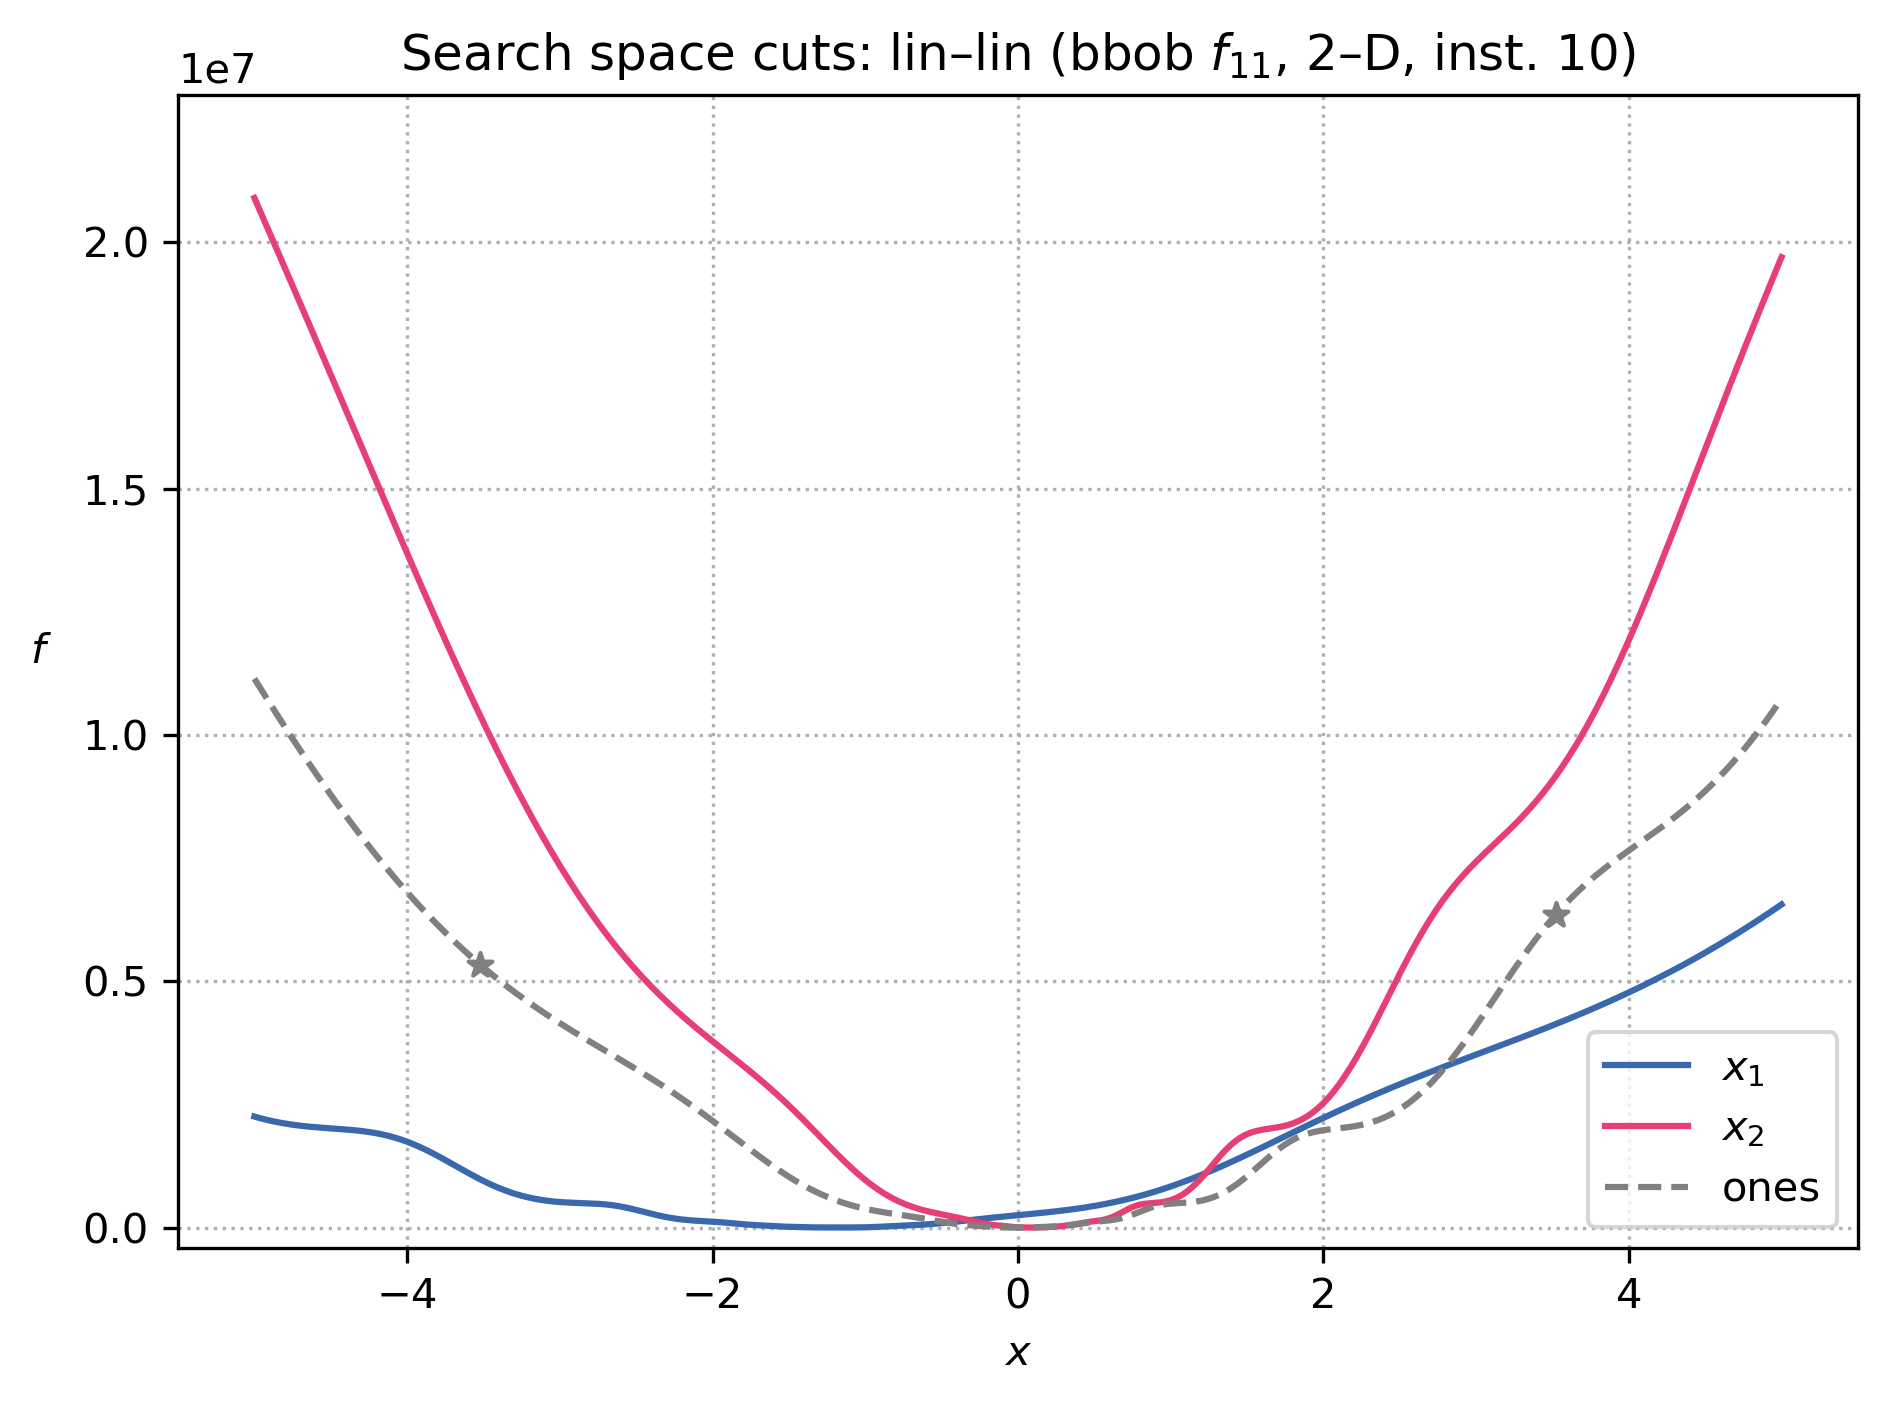 Search space cuts: lin–lin (bbob f₁₁, 2–D, inst. 10)
1e7
2.0
1.5
1.0
0.5
0.0
f
−4
−2
0
2
4
x
x₁
x₂
ones